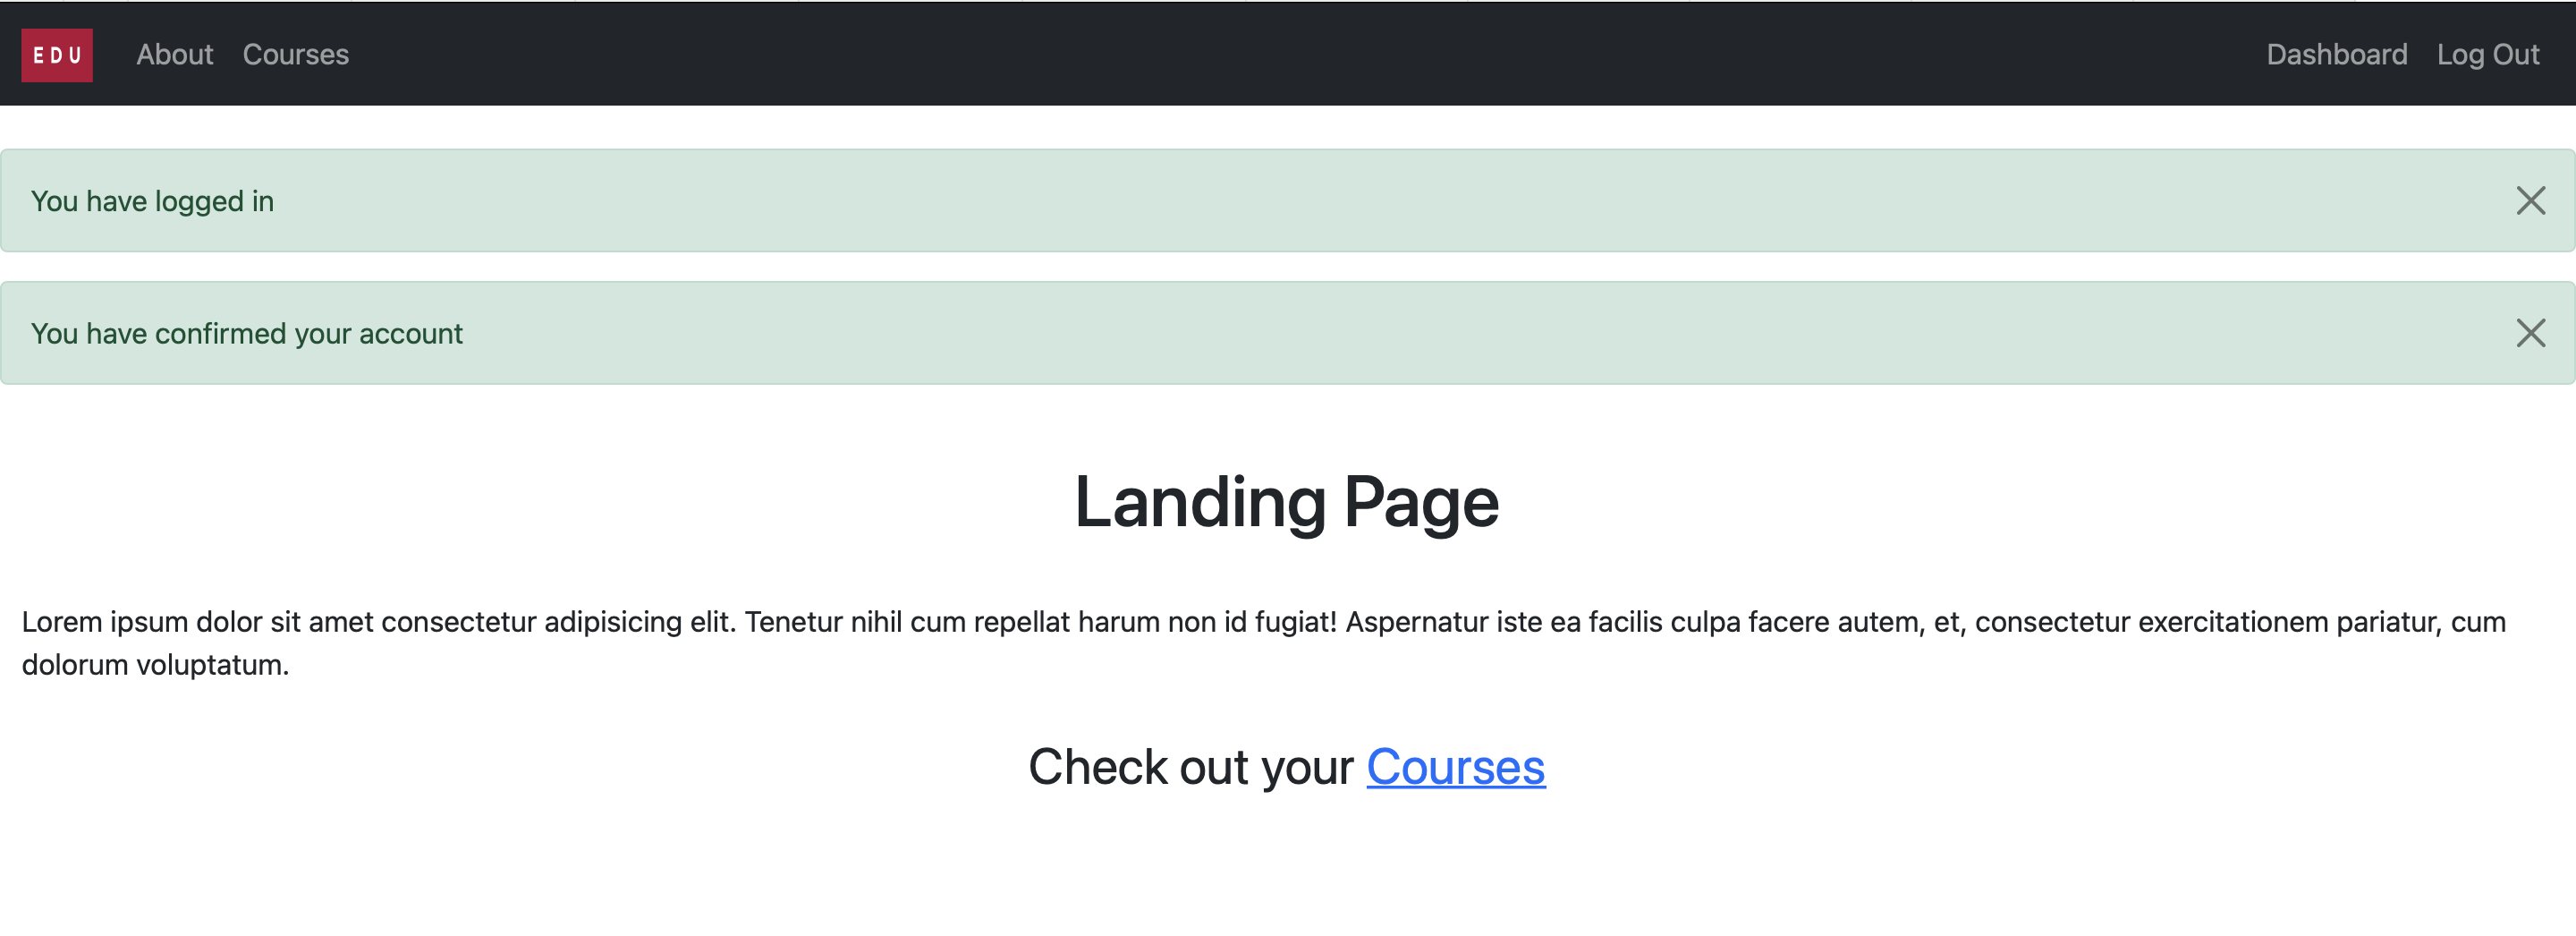 EDU About Courses Dashboard Log Out
You have logged in
You have confirmed your account
Landing Page
Lorem ipsum dolor sit amet consectetur adipisicing elit. Tenetur nihil cum repellat harum non id fugiat! Aspernatur iste ea facilis culpa facere autem, et, consectetur exercitationem pariatur, cum
dolorum voluptatum.
Check out your Courses